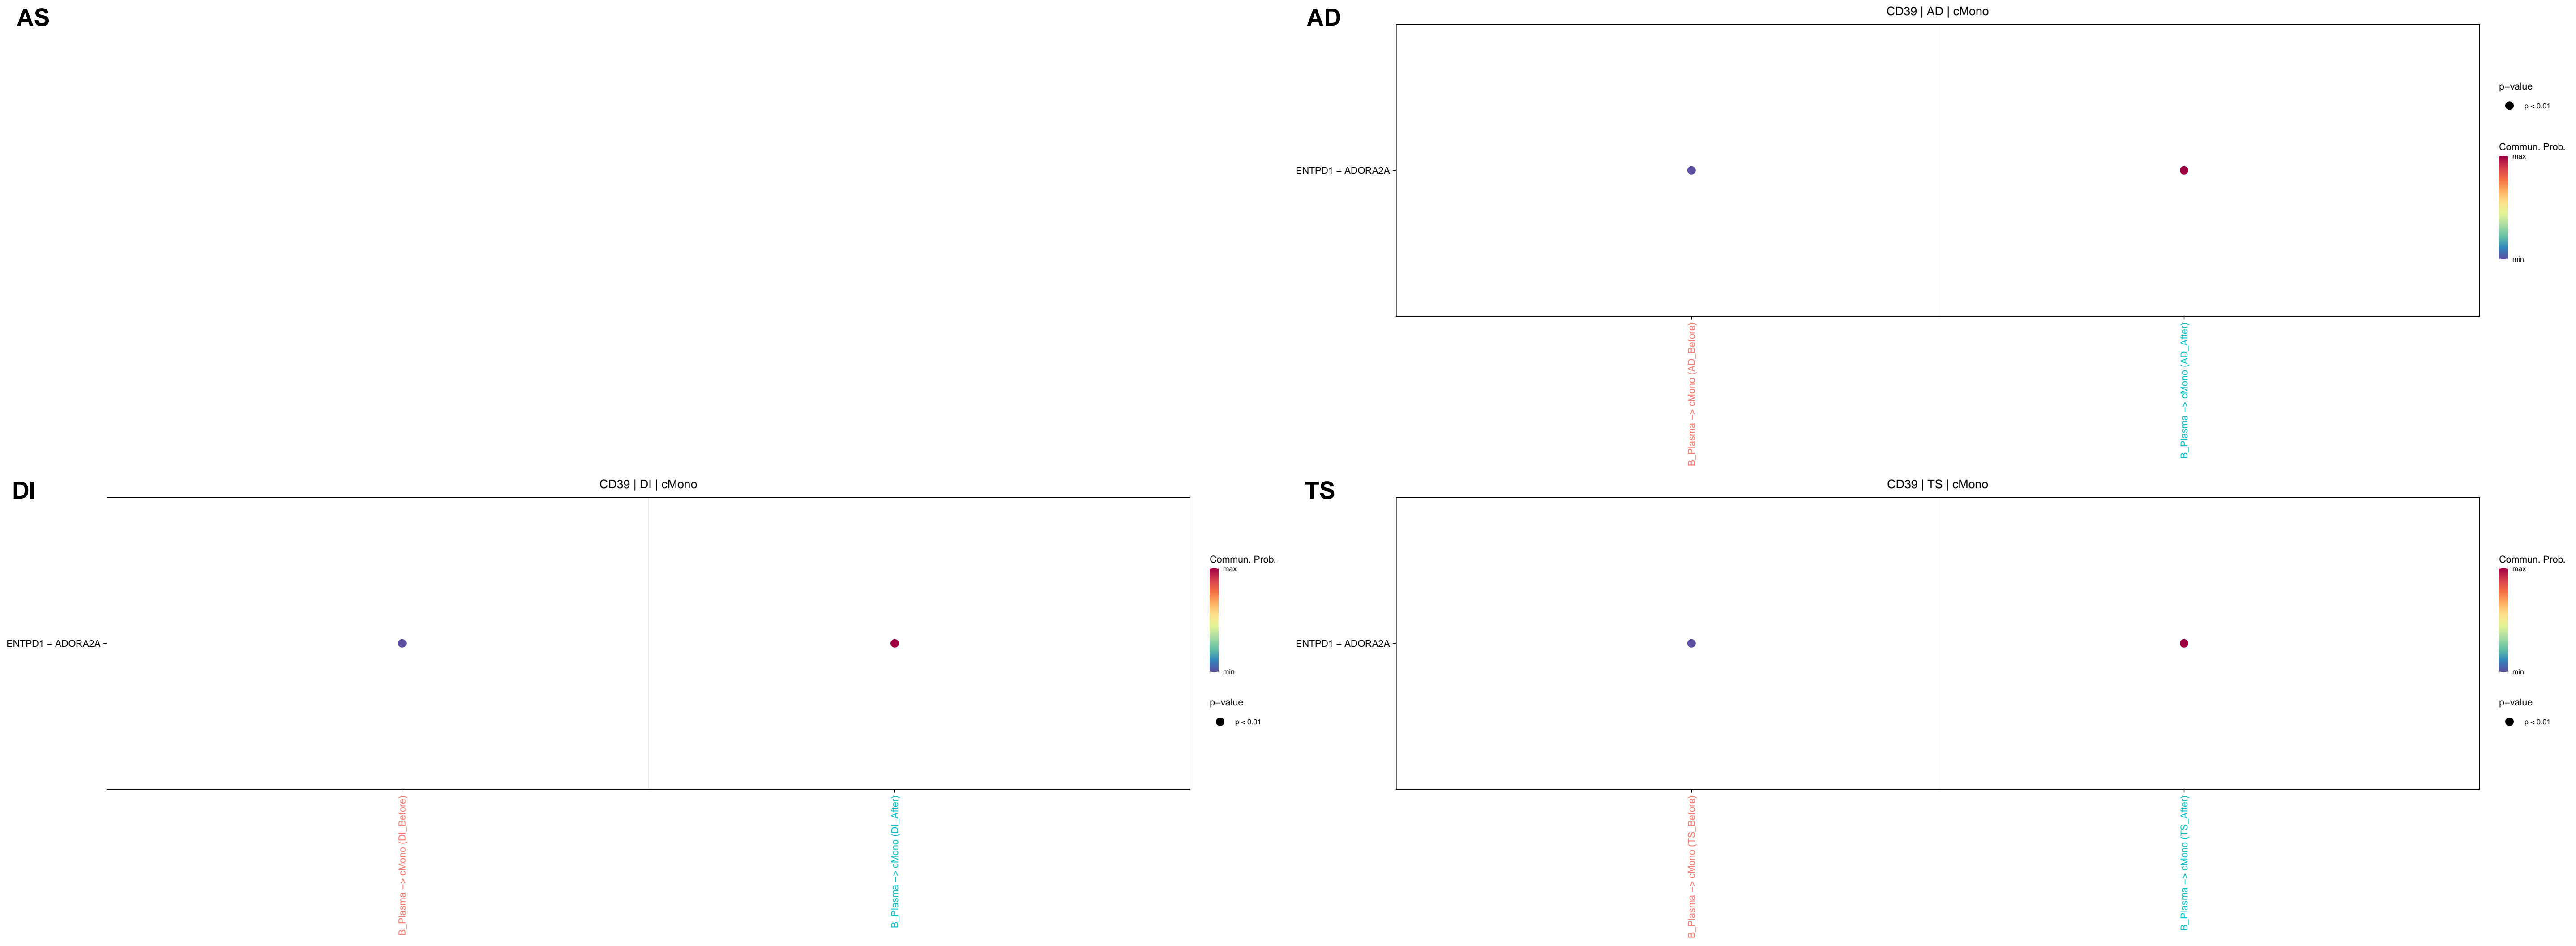 AS
AD
CD39 | AD | cMono
ENTPD1 − ADORA2A
B_Plasma −> cMono (AD_Before)
B_Plasma −> cMono (AD_After)
p−value
p < 0.01
Commun. Prob.
max
min
DI
CD39 | DI | cMono
ENTPD1 − ADORA2A
B_Plasma −> cMono (DI_Before)
B_Plasma −> cMono (DI_After)
Commun. Prob.
max
min
p−value
p < 0.01
TS
CD39 | TS | cMono
ENTPD1 − ADORA2A
B_Plasma −> cMono (TS_Before)
B_Plasma −> cMono (TS_After)
Commun. Prob.
max
min
p−value
p < 0.01